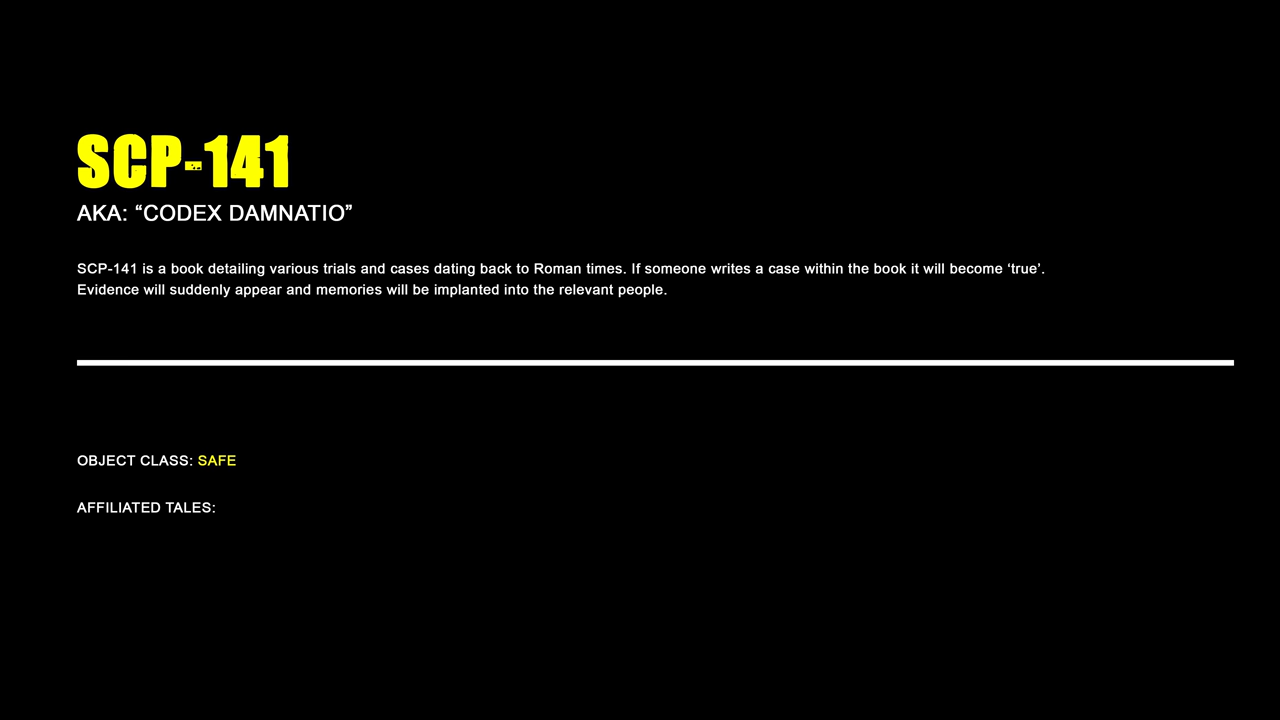 SCP-141
AKA: “CODEX DAMNATIO”
SCP-141 is a book detailing various trials and cases dating back to Roman times. If someone writes a case within the book it will become ‘true’.
Evidence will suddenly appear and memories will be implanted into the relevant people.
OBJECT CLASS: SAFE
AFFILIATED TALES: